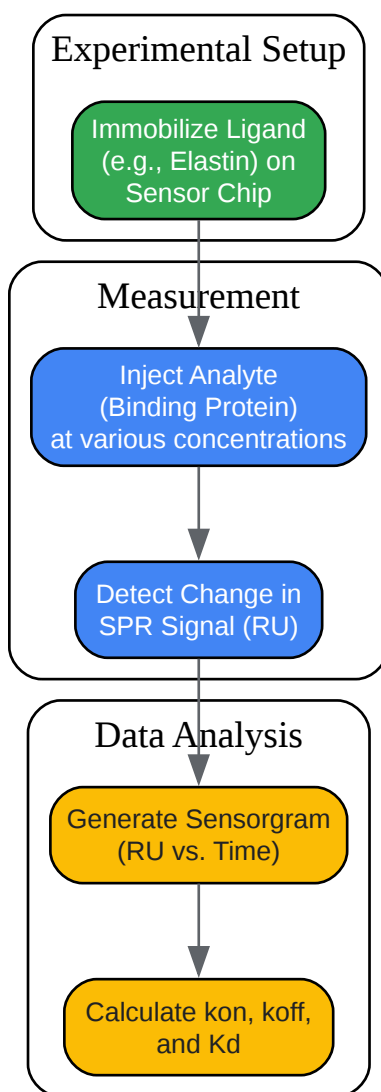 Experimental Setup
Immobilize Ligand
(e.g., Elastin) on
Sensor Chip
Measurement
Inject Analyte
(Binding Protein)
at various concentrations
Detect Change in
SPR Signal (RU)
Data Analysis
Generate Sensorgram
(RU vs. Time)
Calculate kon, koff,
and Kd